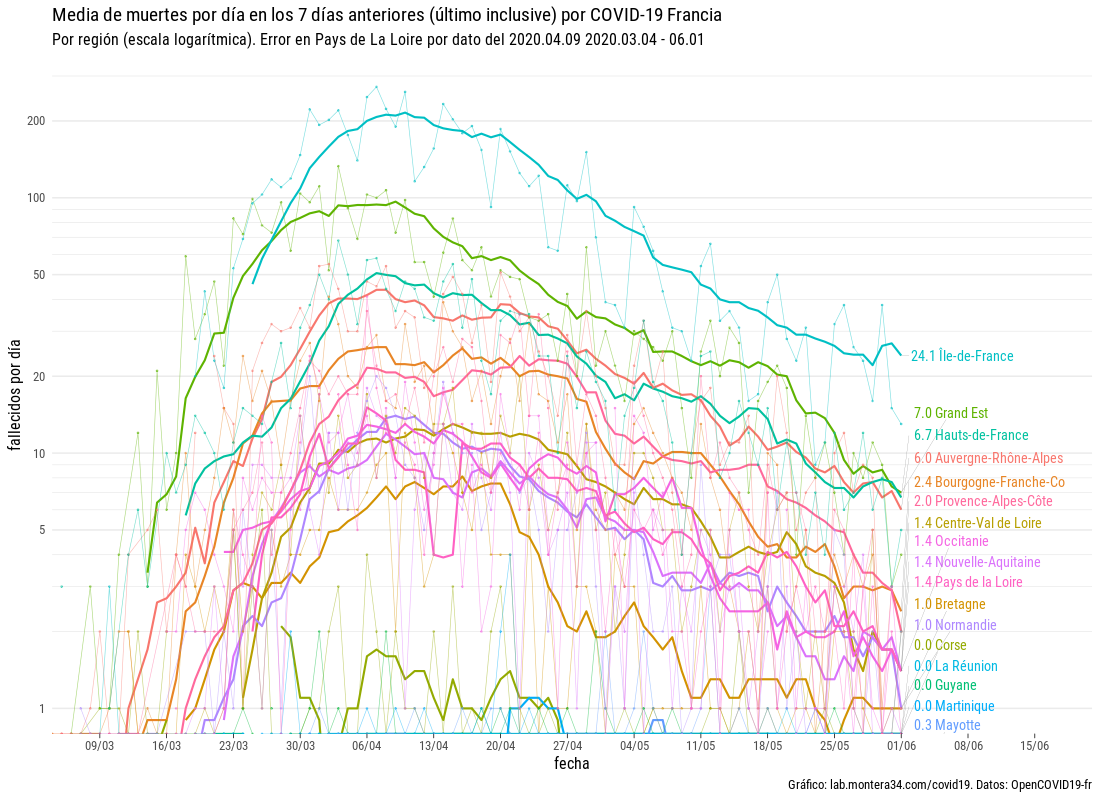 Media de muertes por día en los 7 días anteriores (último inclusive) por COVID-19 Francia
Por región (escala logarítmica). Error en Pays de La Loire por dato del 2020.04.09 2020.03.04 - 06.01
fallecidos por día
200
100
50
20
10
5
1
24.1 Île-de-France
7.0 Grand Est
6.7 Hauts-de-France
6.0 Auvergne-Rhône-Alpes
2.4 Bourgogne-Franche-Co
2.0 Provence-Alpes-Côte
1.4 Centre-Val de Loire
1.4 Occitanie
1.4 Nouvelle-Aquitaine
1.4 Pays de la Loire
1.0 Bretagne
1.0 Normandie
0.0 Corse
0.0 La Réunion
0.0 Guyane
0.0 Martinique
0.3 Mayotte
09/03 16/03 23/03 30/03 06/04 13/04 20/04 27/04 04/05 11/05 18/05 25/05 01/06 08/06 15/06
fecha
Gráfico: lab.montera34.com/covid19. Datos: OpenCOVID19-fr